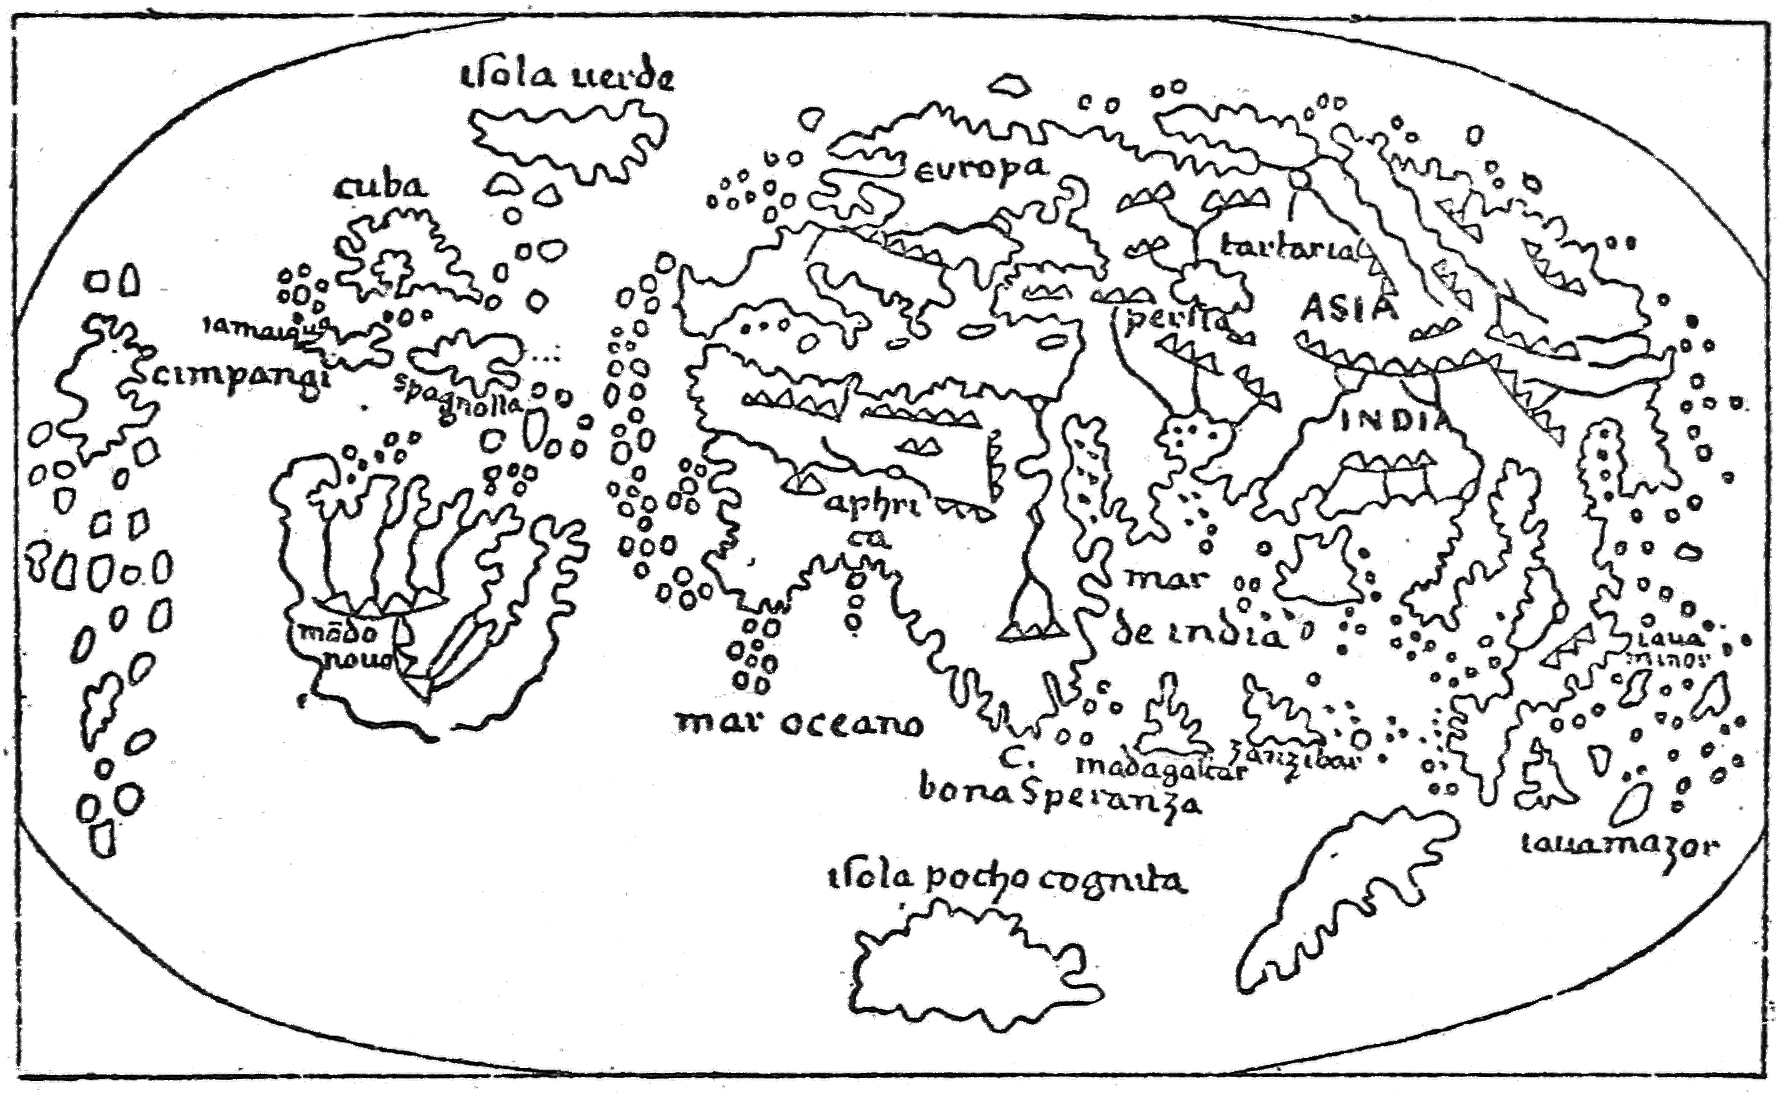 iſola uerde
cuba
europa
tartaria
ASIA
iamaiqua
persia
cimpangi
spagnolla
INDIA
aphri
ca
mar
de india
mādo
nouo
iaua
minor
mar oceano
C.
bona Speranza
madagaſcar
zanzibar
iauamazor
iſola pocho cognita